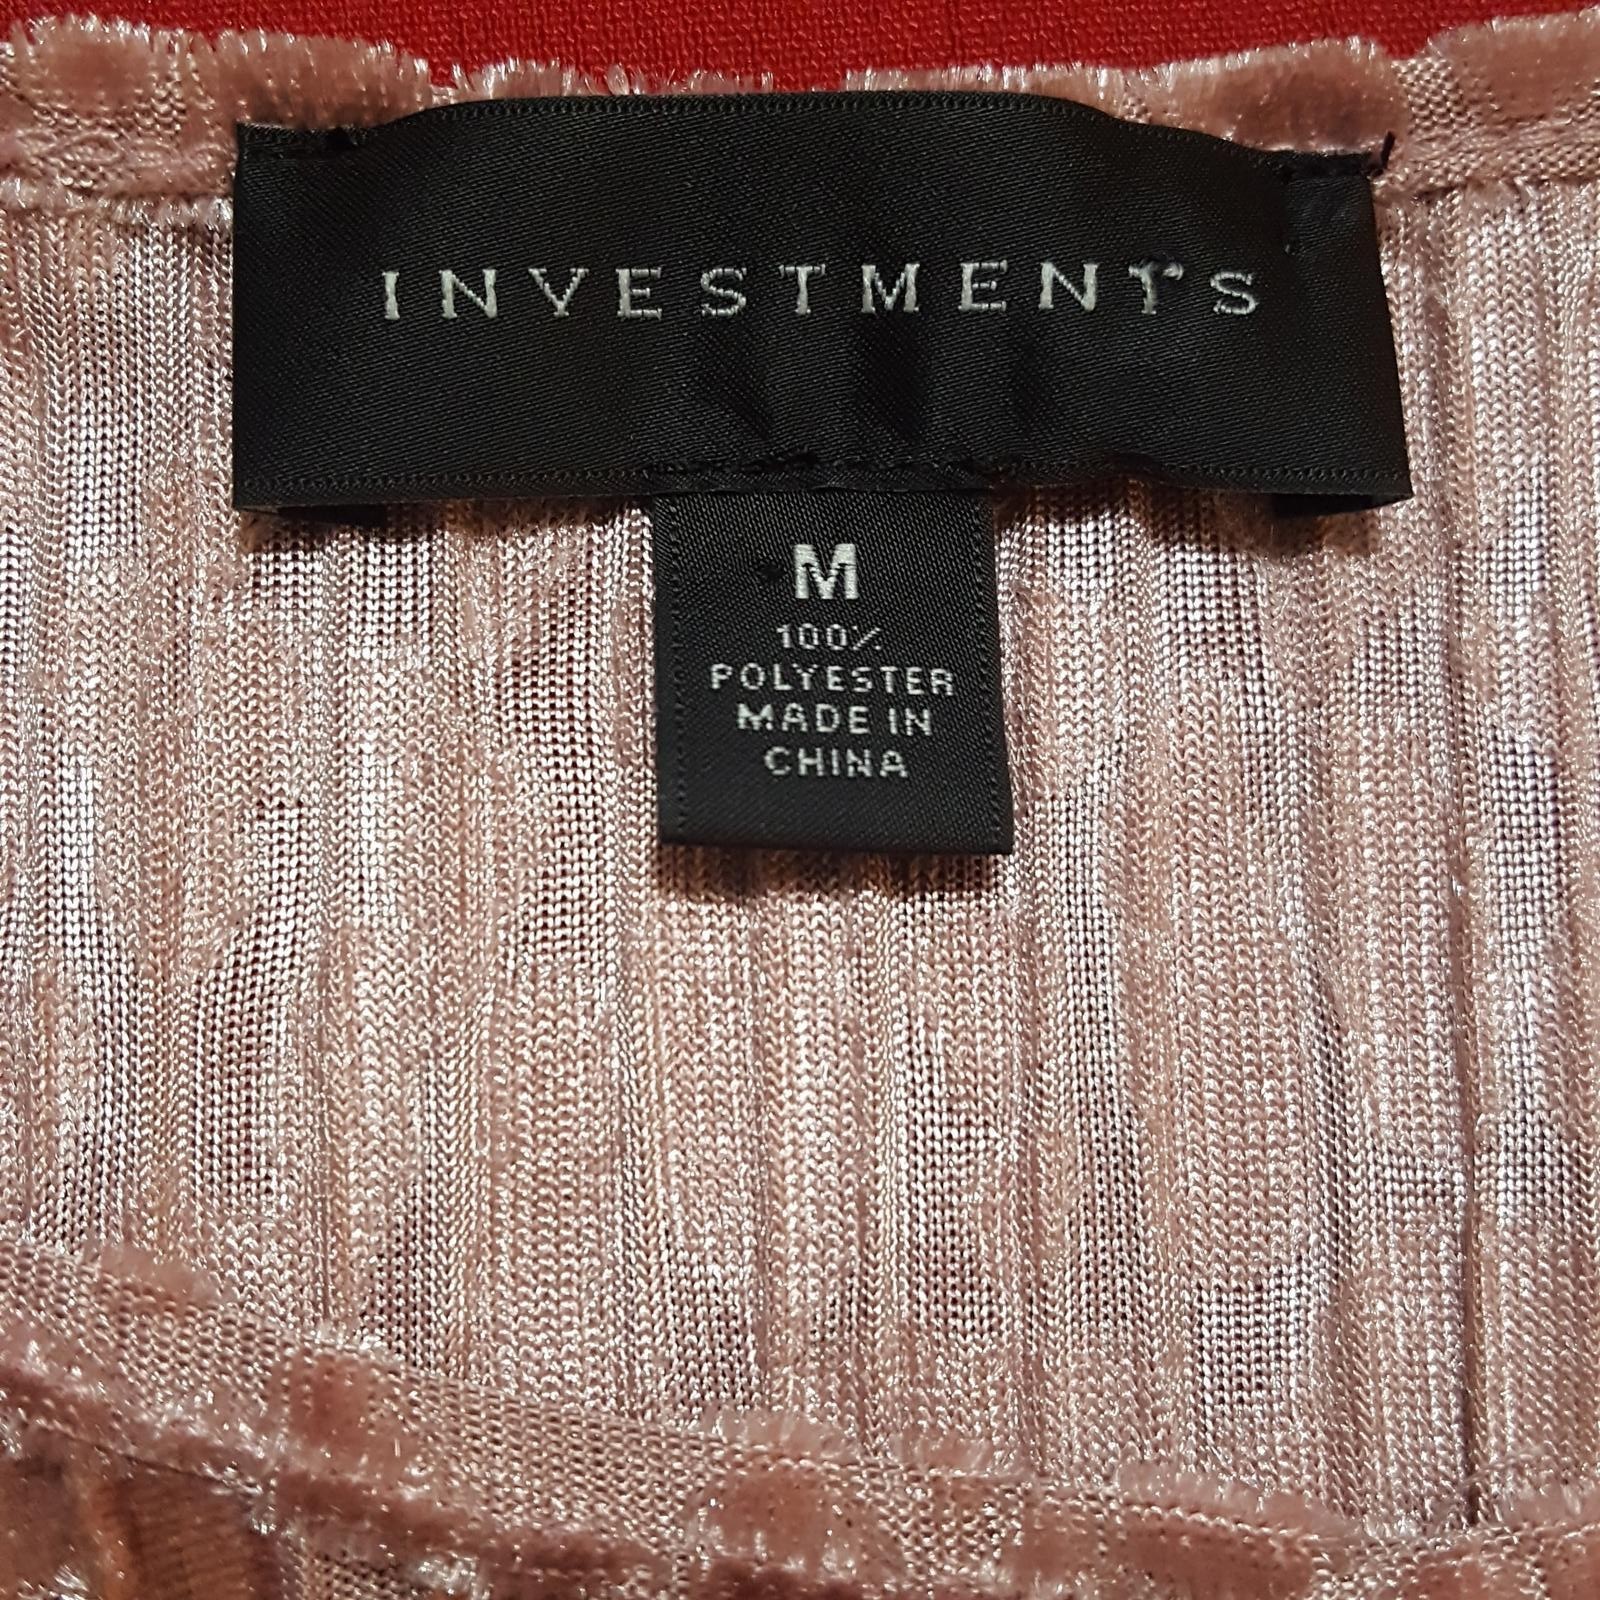 INVESTMENTS
M
100%
POLYESTER
MADE IN
CHINA